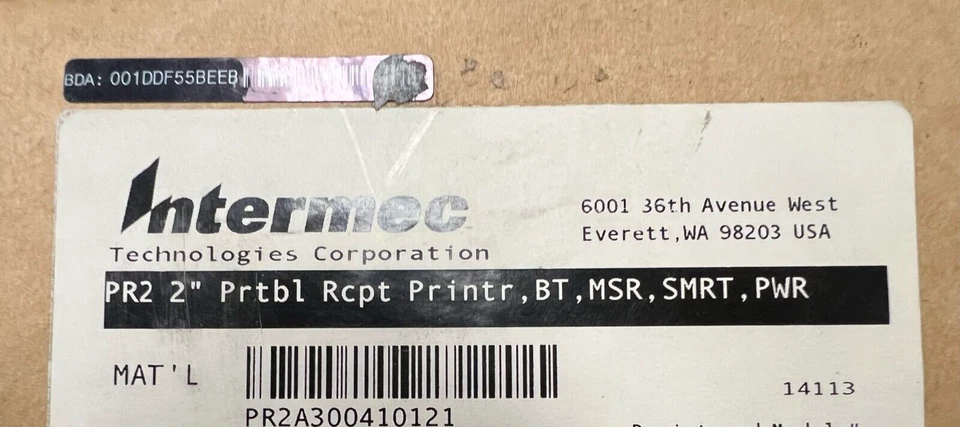 BDA: 001DDF55BEEB
Intermec
Technologies Corporation
6001 36th Avenue West
Everett,WA 98203 USA
PR2 2" Prtbl Rcpt Printr,BT,MSR,SMRT,PWR
MAT'L
PR2A300410121
14113